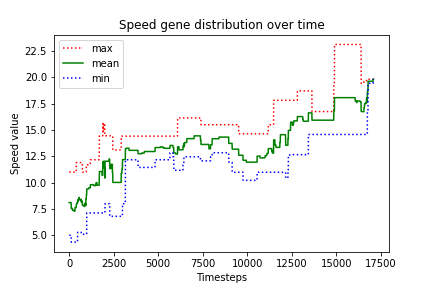 Speed gene distribution over time
max
mean
min
Speed value
22.5
20.0
17.5
15.0
12.5
10.0
7.5
5.0
0 2500 5000 7500 10000 12500 15000 17500
Timesteps